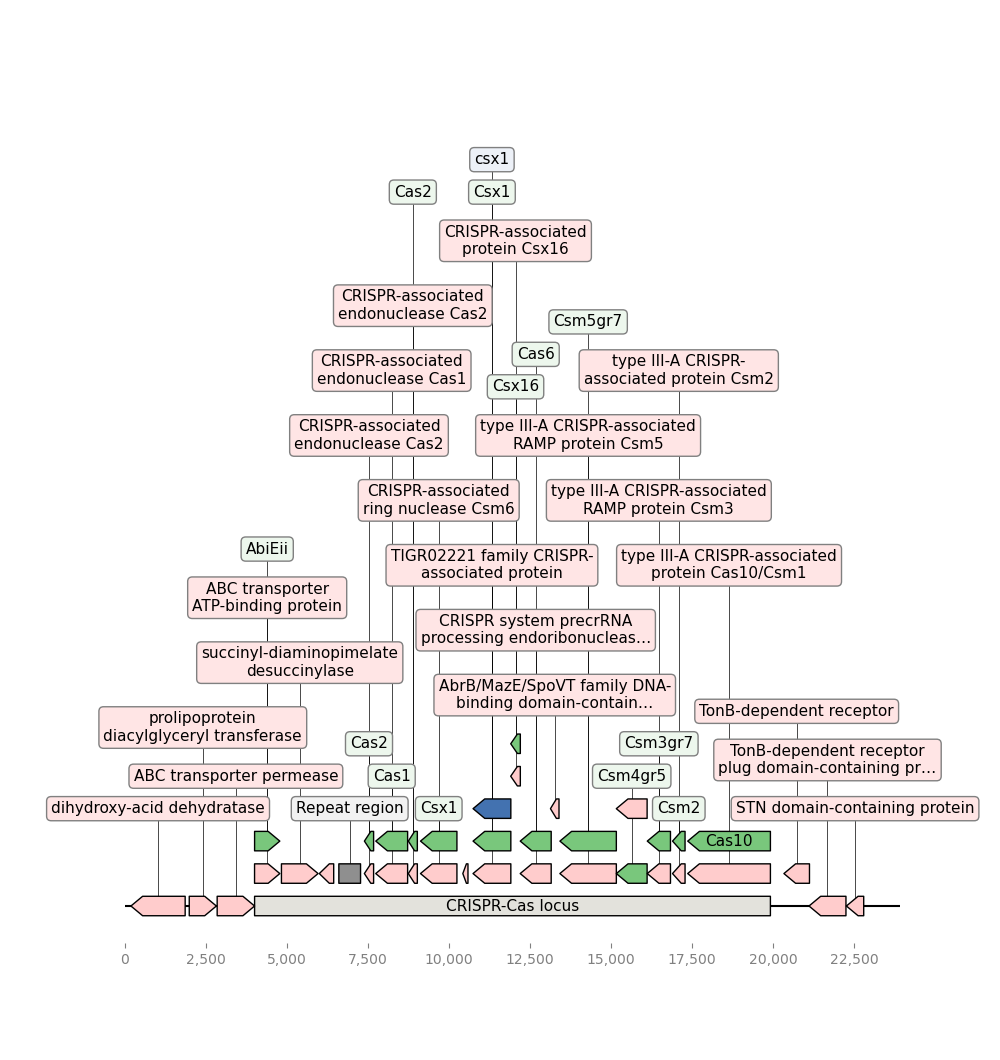 csx1
Cas2
Csx1
CRISPR-associated
protein Csx16
CRISPR-associated
endonuclease Cas2
Csm5gr7
Cas6
CRISPR-associated
endonuclease Cas1
type III-A CRISPR-
associated protein Csm2
Csx16
CRISPR-associated
endonuclease Cas2
type III-A CRISPR-associated
RAMP protein Csm5
CRISPR-associated
ring nuclease Csm6
type III-A CRISPR-associated
RAMP protein Csm3
AbiEii
TIGR02221 family CRISPR-
associated protein
type III-A CRISPR-associated
protein Cas10/Csm1
ABC transporter
ATP-binding protein
CRISPR system precrRNA
processing endoribonucleas…
succinyl-diaminopimelate
desuccinylase
AbrB/MazE/SpoVT family DNA-
binding domain-contain…
prolipoprotein
diacylglyceryl transferase
TonB-dependent receptor
Cas2
Csm3gr7
TonB-dependent receptor
plug domain-containing pr…
ABC transporter permease
Cas1
Csm4gr5
dihydroxy-acid dehydratase
Repeat region
Csx1
Csm2
STN domain-containing protein
Cas10
CRISPR-Cas locus
0
2,500
5,000
7,500
10,000
12,500
15,000
17,500
20,000
22,500